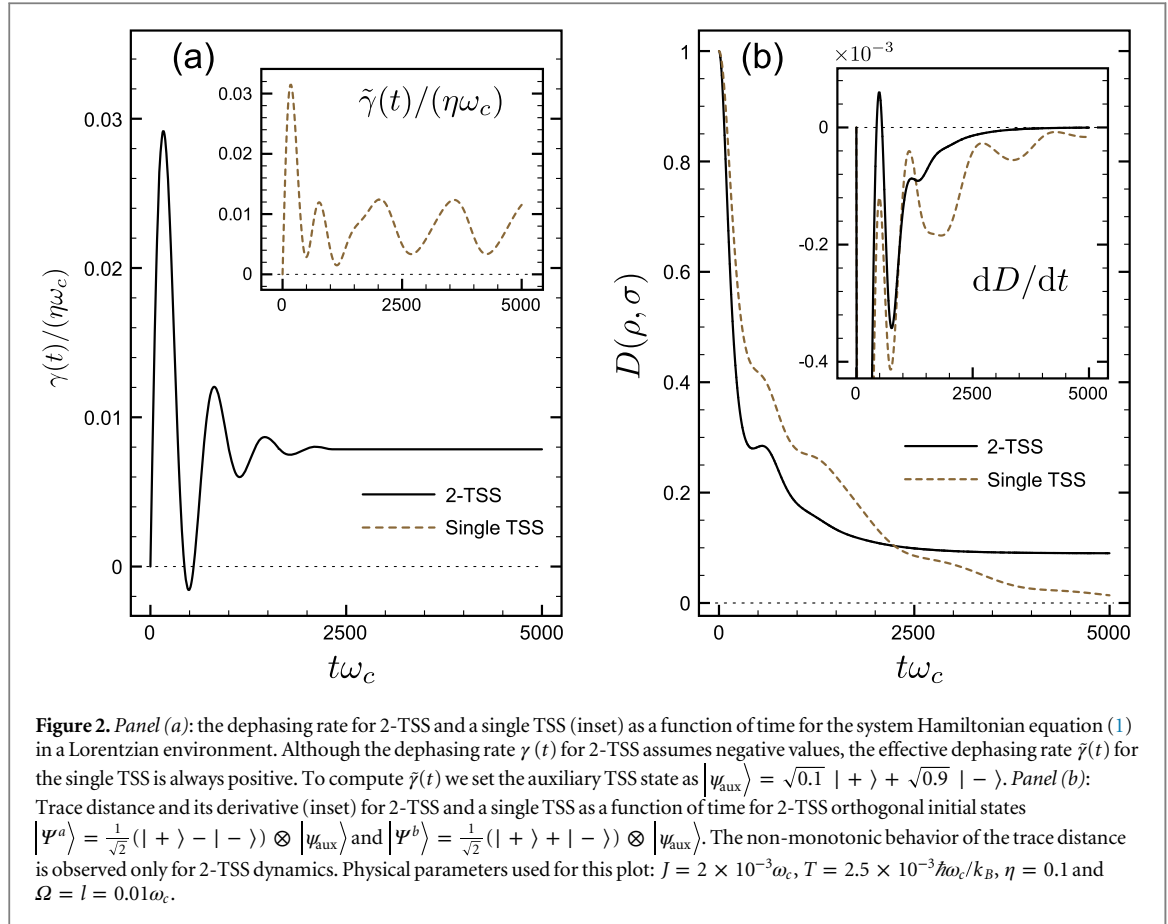 (a)
γ̃(t)/(ηω_c)
0.03
0.02
0.01
0
0
2500
5000
0.03
0.02
0.01
0
γ(t)/(ηω_c)
2-TSS
Single TSS
0
2500
5000
tω_c
(b)
×10⁻³
0
-0.2
-0.4
dD/dt
0
2500
5000
1
0.8
0.6
0.4
0.2
0
D(ρ, σ)
2-TSS
Single TSS
0
2500
5000
tω_c
Figure 2. Panel (a): the dephasing rate for 2-TSS and a single TSS (inset) as a function of time for the system Hamiltonian equation (1)
in a Lorentzian environment. Although the dephasing rate γ (t) for 2-TSS assumes negative values, the effective dephasing rate γ̃(t) for
the single TSS is always positive. To compute γ̃(t) we set the auxiliary TSS state as |ψ_aux⟩ = √0.1 | + ⟩ + √0.9 | − ⟩. Panel (b):
Trace distance and its derivative (inset) for 2-TSS and a single TSS as a function of time for 2-TSS orthogonal initial states
|Ψ^a⟩ = 1/√2 (| + ⟩ − | − ⟩) ⊗ |ψ_aux⟩ and |Ψ^b⟩ = 1/√2 (| + ⟩ + | − ⟩) ⊗ |ψ_aux⟩. The non-monotonic behavior of the trace distance
is observed only for 2-TSS dynamics. Physical parameters used for this plot: J = 2 × 10⁻³ω_c, T = 2.5 × 10⁻³ℏω_c/k_B, η = 0.1 and
Ω = l = 0.01ω_c.